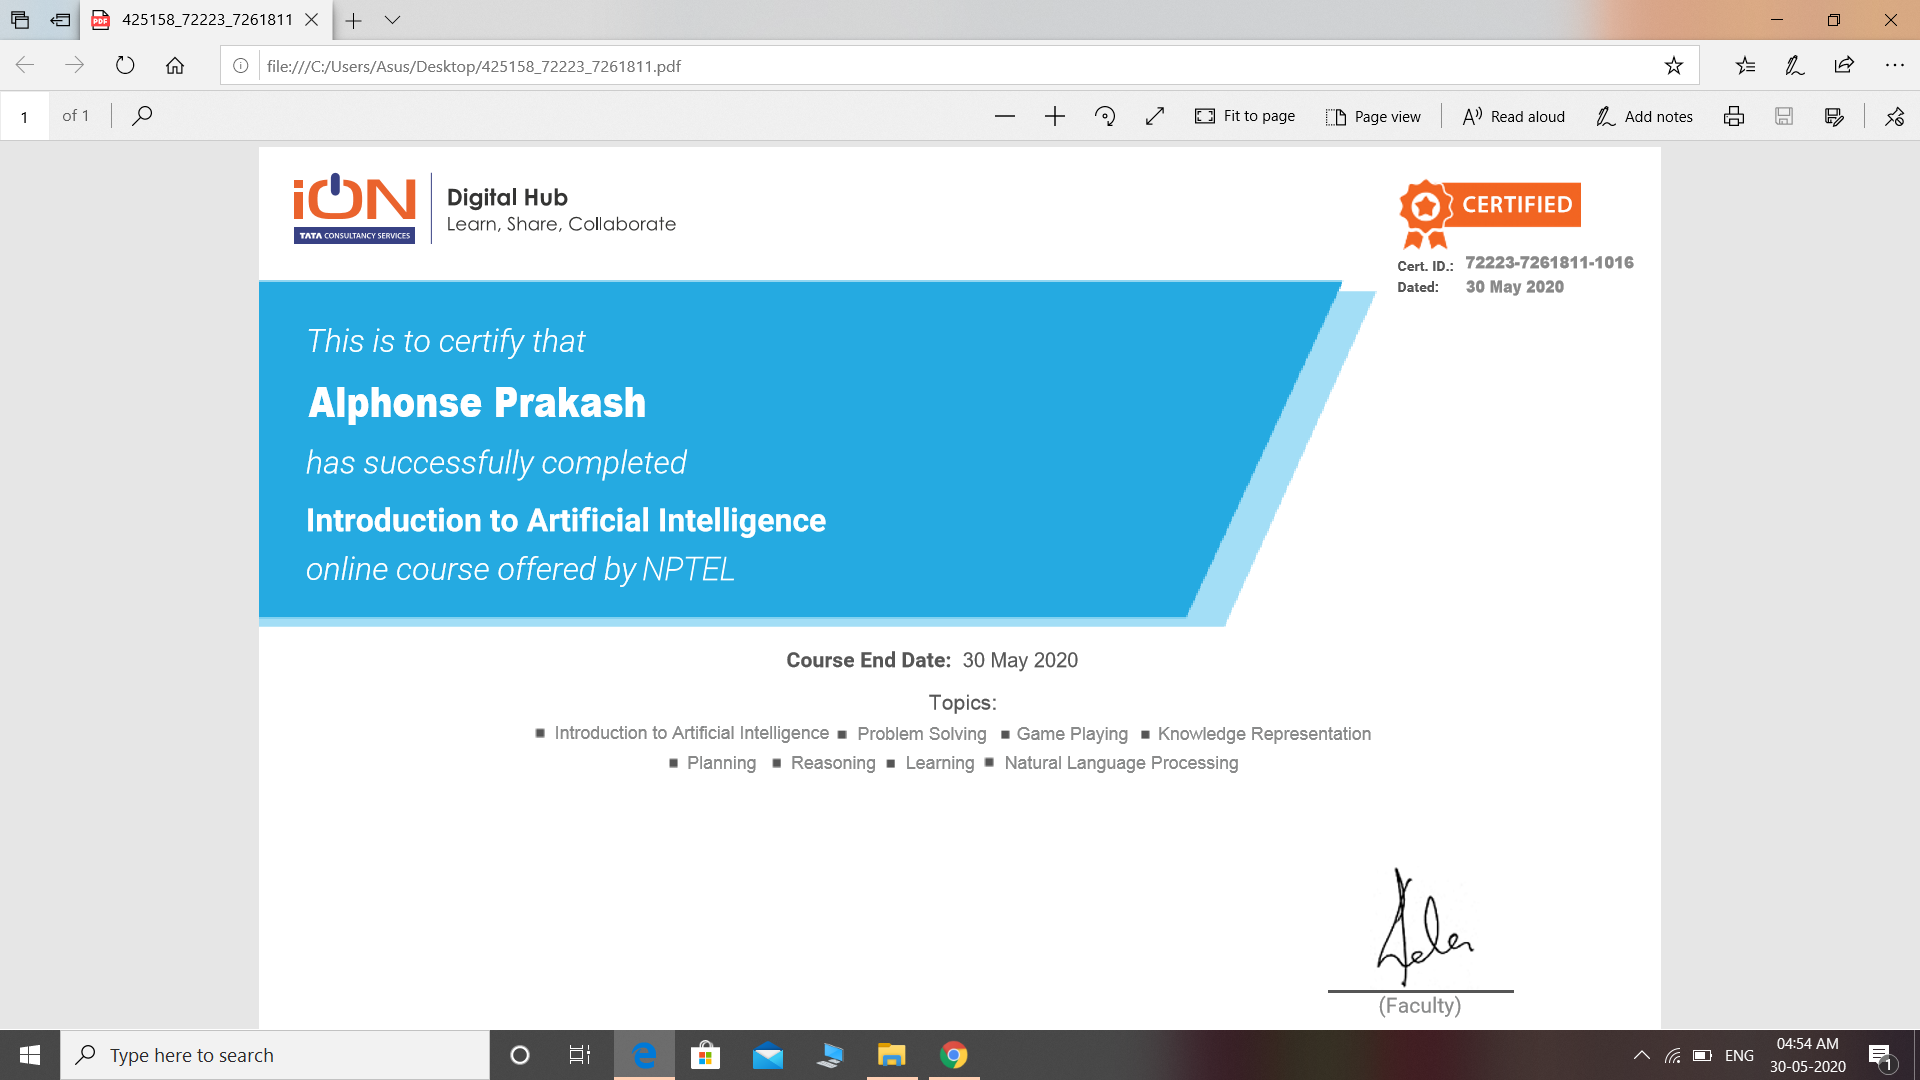 425158_72223_7261811
file:///C:/Users/Asus/Desktop/425158_72223_7261811.pdf
1 of 1
Fit to page
Page view
Read aloud
Add notes
iON
TATA CONSULTANCY SERVICES
Digital Hub
Learn, Share, Collaborate
CERTIFIED
Cert. ID.: 72223-7261811-1016
Dated: 30 May 2020
This is to certify that
Alphonse Prakash
has successfully completed
Introduction to Artificial Intelligence
online course offered by NPTEL
Course End Date: 30 May 2020
Topics:
Introduction to Artificial Intelligence ▪ Problem Solving ▪ Game Playing ▪ Knowledge Representation
▪ Planning ▪ Reasoning ▪ Learning ▪ Natural Language Processing
(Faculty)
Type here to search
ENG
04:54 AM
30-05-2020
1